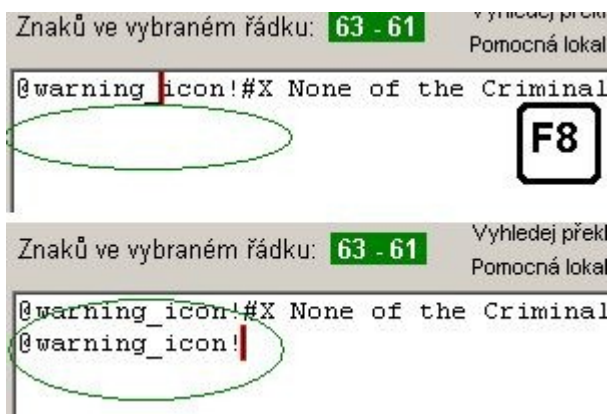 Znaků ve vybraném řádku: 63 - 61
Pomocná lokal
@warning_icon!#X None of the Criminal
F8
Znaků ve vybraném řádku: 63 - 61
Vyhledej překl
Pomocná lokal
@warning_icon!#X None of the Criminal
@warning_icon!